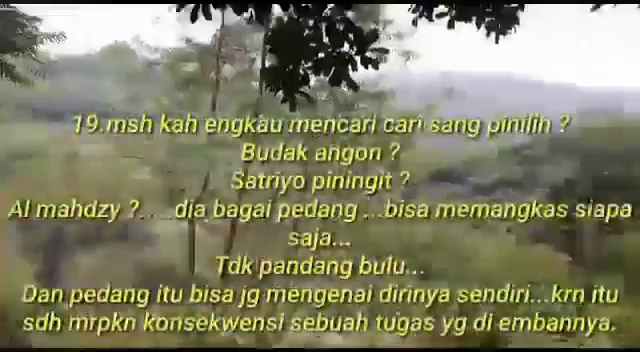 19.msh kah engkau mencari cari sang pinilih ?
Budak angon ?
Satriyo piningit ?
Al mahdzy ?.....dia bagai pedang ...bisa memangkas siapa
saja...
Tdk pandang bulu...
Dan pedang itu bisa jg mengenai dirinya sendiri...krn itu
sdh mrpkn konsekwensi sebuah tugas yg di embannya.